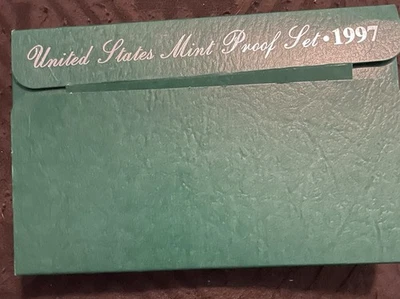 United States Mint Proof Set • 1997